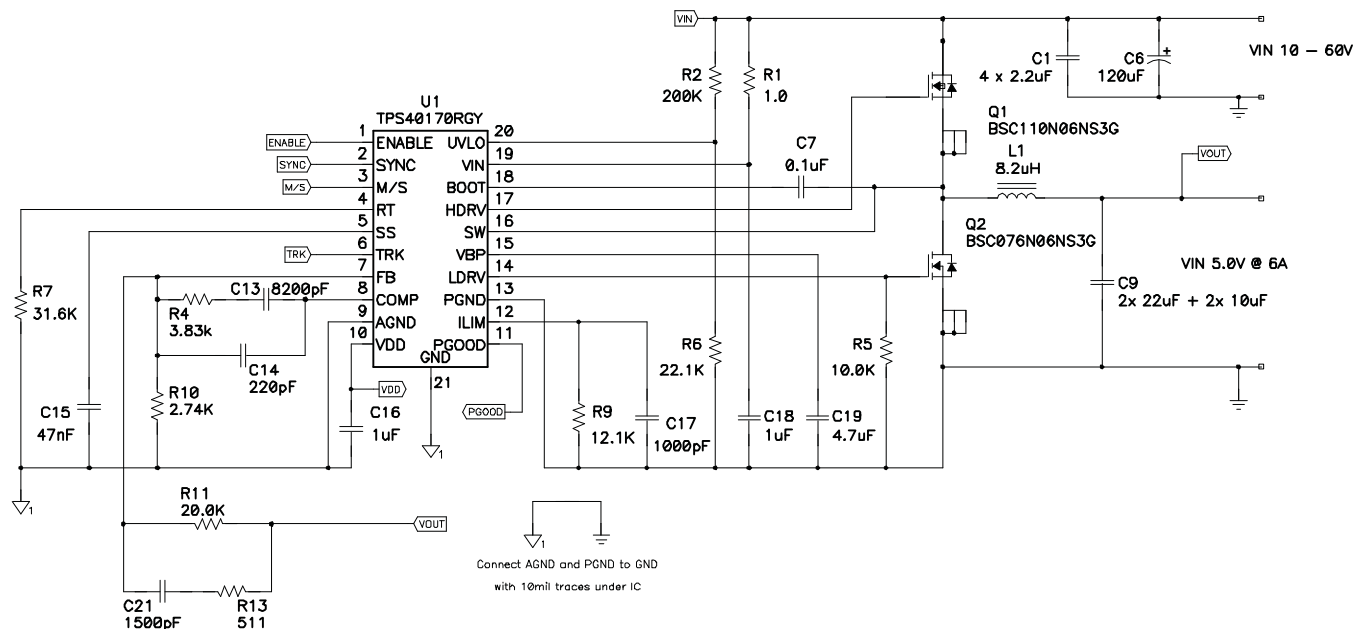 VIN
VIN 10 – 60V
R2
200K
R1
1.0
C1
4 x 2.2uF
C6
120uF
+
U1
TPS40170RGY
Q1
BSC110N06NS3G
C7
0.1uF
L1
8.2uH
VOUT
ENABLE
1
ENABLE
UVLO
20
SYNC
2
SYNC
VIN
19
M/S
3
M/S
BOOT
18
4
RT
HDRV
17
5
SS
SW
16
TRK
6
TRK
VBP
15
7
FB
LDRV
14
8
COMP
PGND
13
9
AGND
ILIM
12
10
VDD
PGOOD
11
GND
21
Q2
BSC076N06NS3G
VIN 5.0V @ 6A
C9
2x 22uF + 2x 10uF
R7
31.6K
C13
8200pF
R4
3.83k
C14
220pF
R10
2.74K
C15
47nF
VDD
C16
1uF
PGOOD
R6
22.1K
R5
10.0K
R9
12.1K
C17
1000pF
C18
1uF
C19
4.7uF
1
1
R11
20.0K
VOUT
C21
1500pF
R13
511
1
Connect AGND and PGND to GND
with 10mil traces under IC